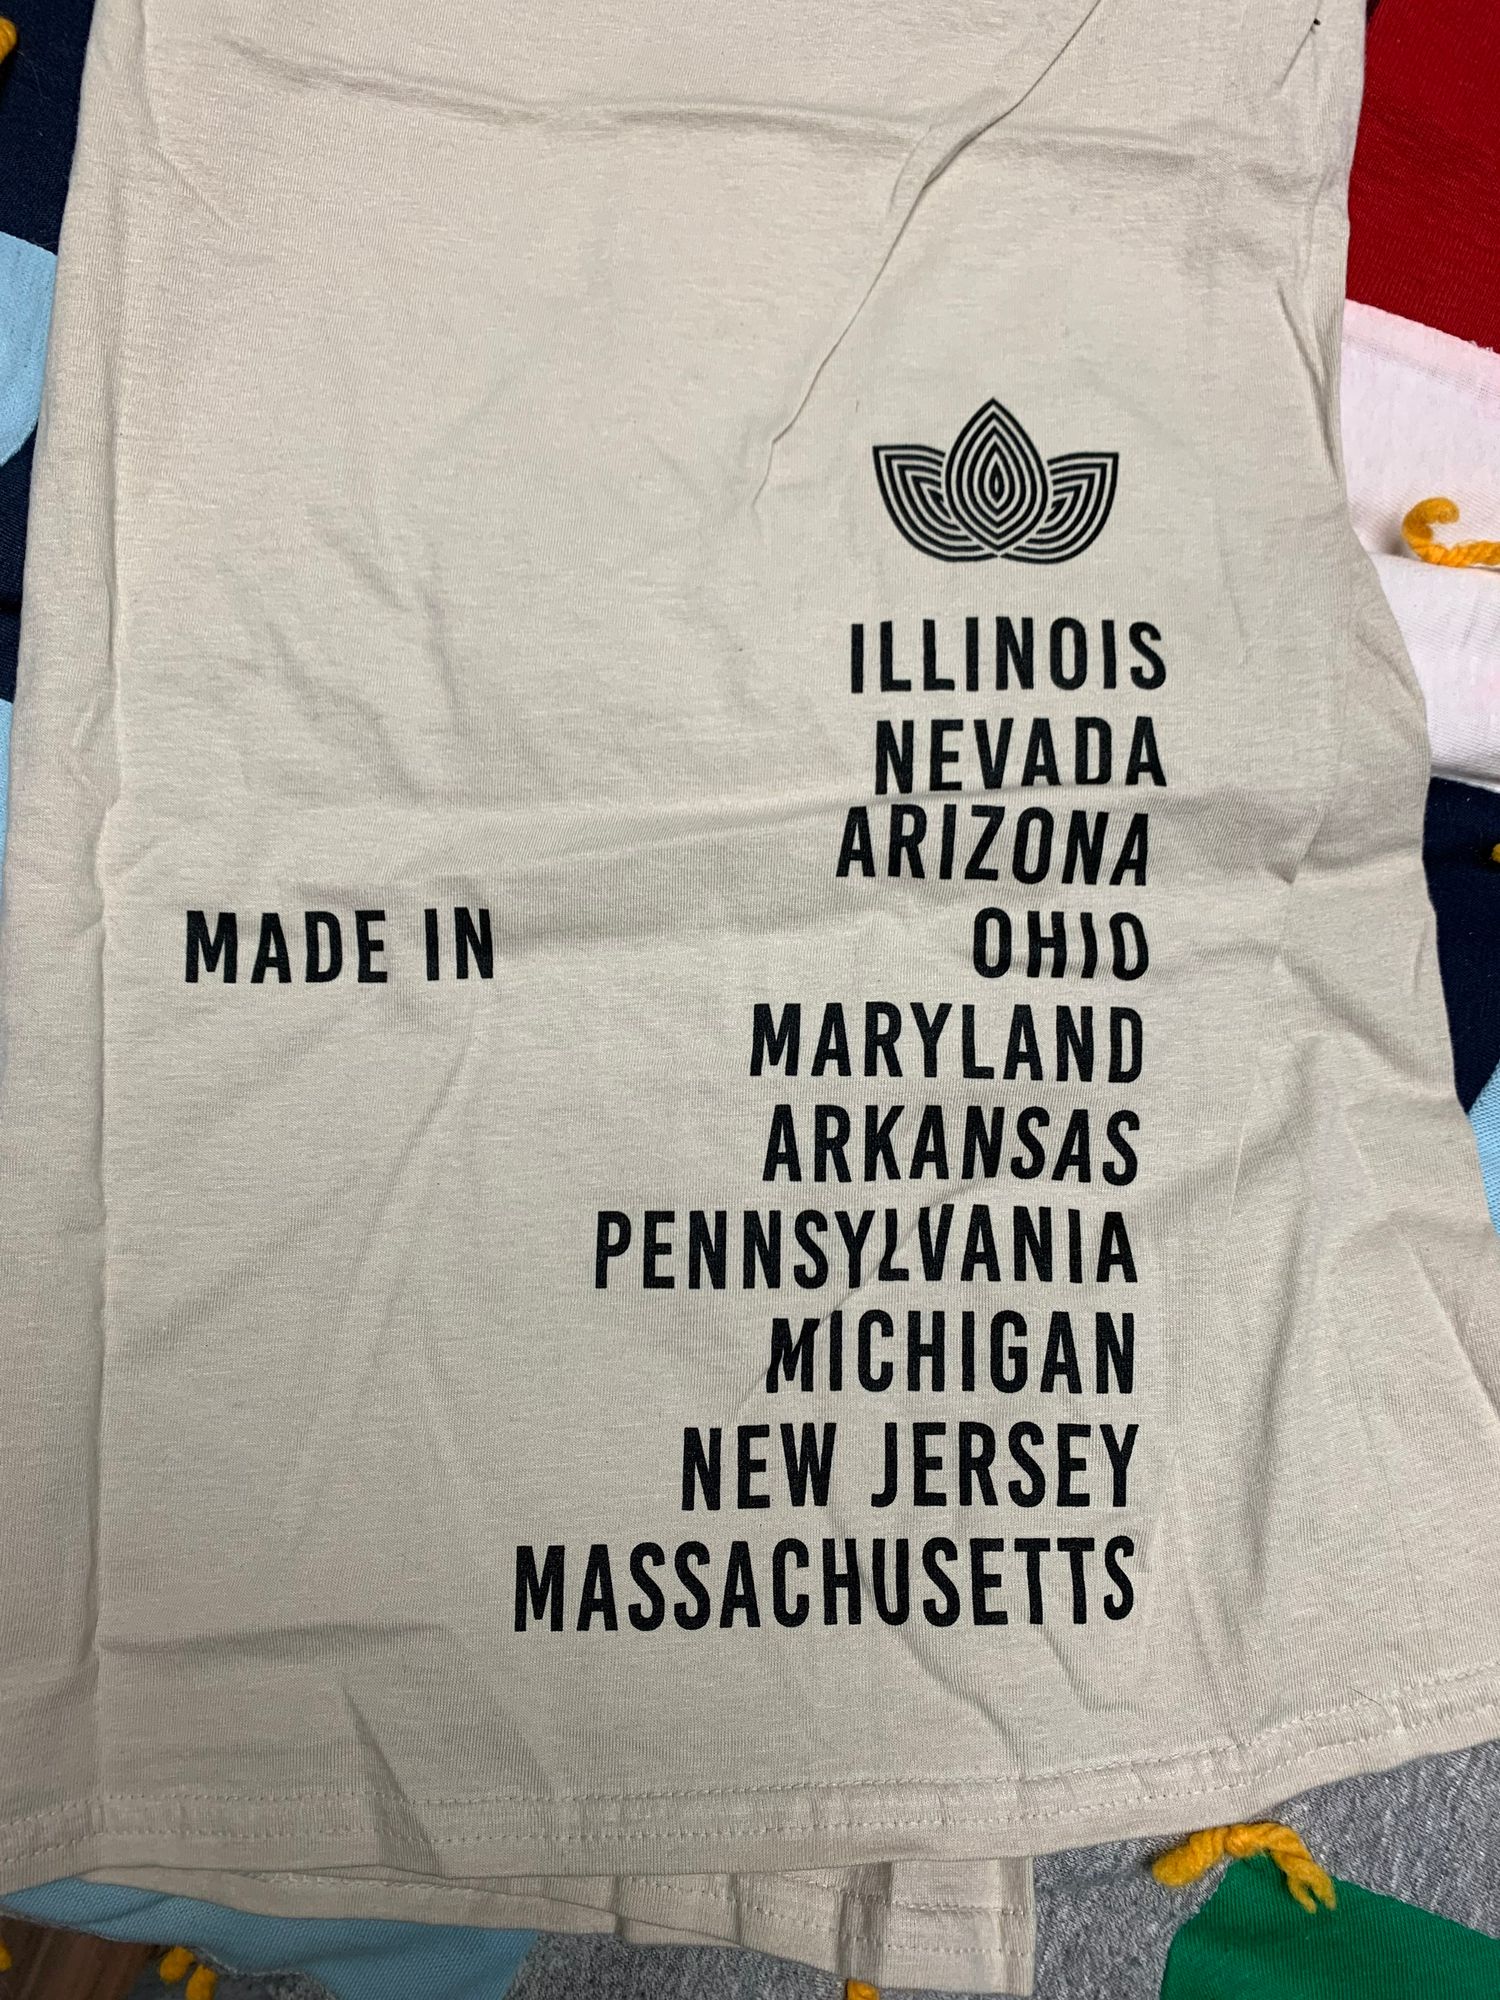 ILLINOIS
NEVADA
ARIZONA
MADE IN OHIO
MARYLAND
ARKANSAS
PENNSYLVANIA
MICHIGAN
NEW JERSEY
MASSACHUSETTS